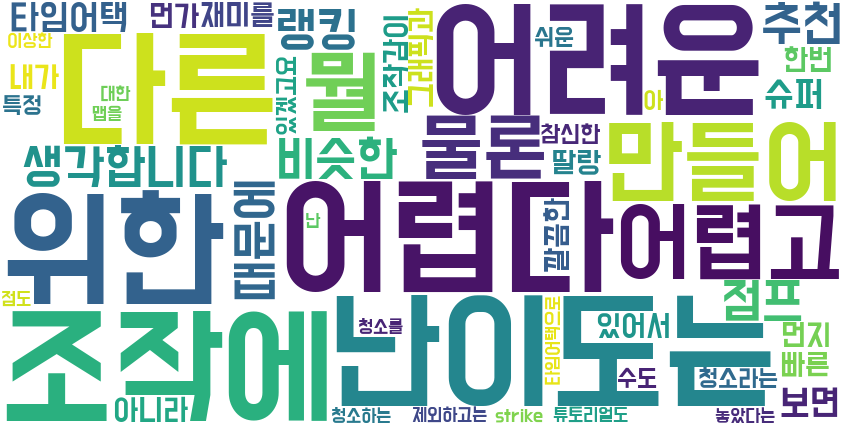 타임어택
먼가재미를
랭킹
어려운
추천
이상한
다른
뭘
조작감이
그래픽과
쉬운
한번
내가
대한
맵을
특정
있겠고요
아
슈퍼
생각합니다
비슷한
물론
참신한
딸랑
만들어
위한
때문에
난
어렵다
깔끔한
어렵고
점도
조작에
청소를
난이도는
타임어택으로
있어서
점프
먼지
빠른
아니라
청소하는
제외하고는
strike
튜토리얼도
수도
청소라는
놓았다는
보면